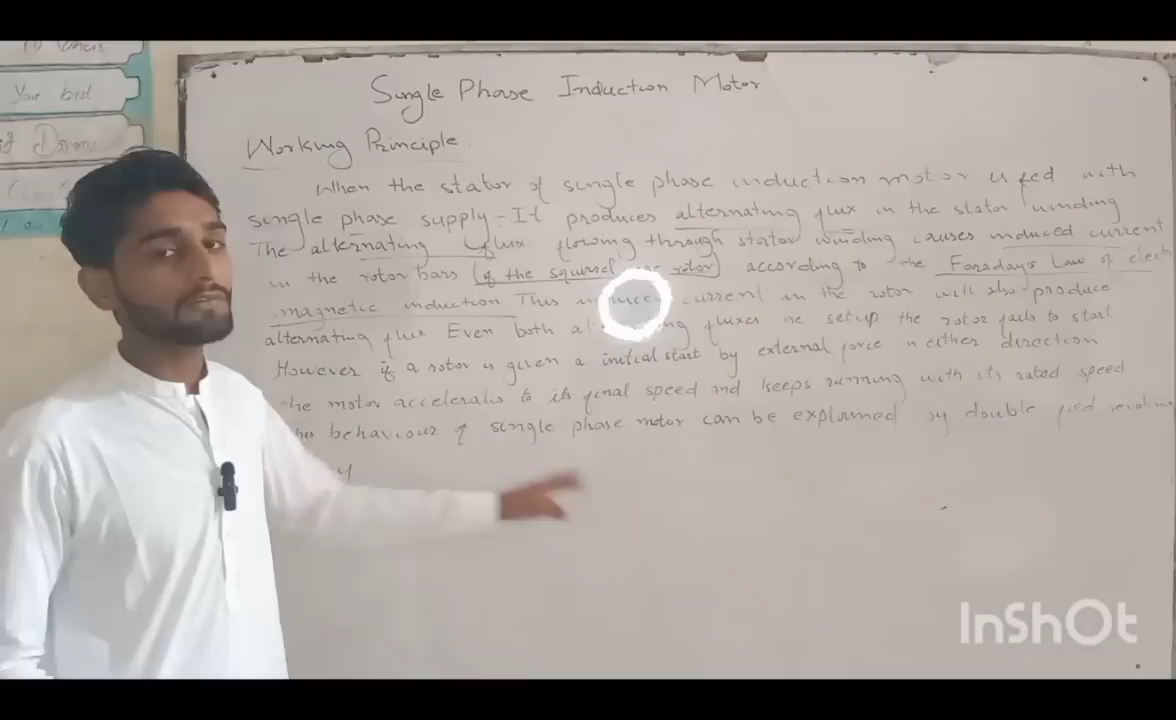 Your best
Single Phase Induction Motor
Working Principle.
When the stator of single phase induction motor is fed with
single phase supply - It produces alternating flux in the stator winding
The alternating flux flowing through stator winding causes induced current
in the rotor bars (of the squirrel rotor) according to the Faraday's Law of elect
magnetic induction This current in the rotor will also produce
alternating flux Even both fluxes setup the rotor fails to start
However if a rotor is given a initial start by external force in either direction
the motor accelerates to its final speed and keeps running with its rated speed
behaviour of single phase motor can be explained by double revolvin
InShOt